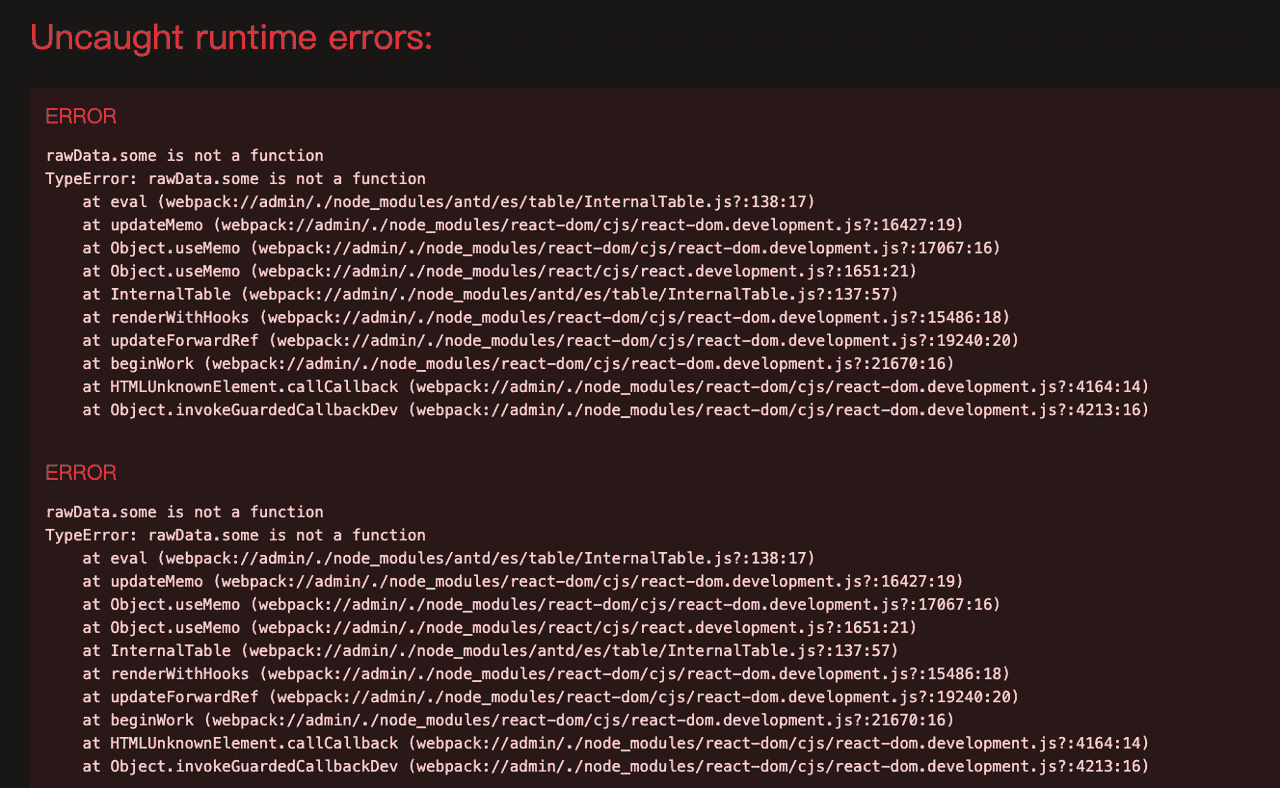 Uncaught runtime errors:
ERROR
rawData.some is not a function
TypeError: rawData.some is not a function
    at eval (webpack://admin/./node_modules/antd/es/table/InternalTable.js?:138:17)
    at updateMemo (webpack://admin/./node_modules/react-dom/cjs/react-dom.development.js?:16427:19)
    at Object.useMemo (webpack://admin/./node_modules/react-dom/cjs/react-dom.development.js?:17067:16)
    at Object.useMemo (webpack://admin/./node_modules/react/cjs/react.development.js?:1651:21)
    at InternalTable (webpack://admin/./node_modules/antd/es/table/InternalTable.js?:137:57)
    at renderWithHooks (webpack://admin/./node_modules/react-dom/cjs/react-dom.development.js?:15486:18)
    at updateForwardRef (webpack://admin/./node_modules/react-dom/cjs/react-dom.development.js?:19240:20)
    at beginWork (webpack://admin/./node_modules/react-dom/cjs/react-dom.development.js?:21670:16)
    at HTMLUnknownElement.callCallback (webpack://admin/./node_modules/react-dom/cjs/react-dom.development.js?:4164:14)
    at Object.invokeGuardedCallbackDev (webpack://admin/./node_modules/react-dom/cjs/react-dom.development.js?:4213:16)
ERROR
rawData.some is not a function
TypeError: rawData.some is not a function
    at eval (webpack://admin/./node_modules/antd/es/table/InternalTable.js?:138:17)
    at updateMemo (webpack://admin/./node_modules/react-dom/cjs/react-dom.development.js?:16427:19)
    at Object.useMemo (webpack://admin/./node_modules/react-dom/cjs/react-dom.development.js?:17067:16)
    at Object.useMemo (webpack://admin/./node_modules/react/cjs/react.development.js?:1651:21)
    at InternalTable (webpack://admin/./node_modules/antd/es/table/InternalTable.js?:137:57)
    at renderWithHooks (webpack://admin/./node_modules/react-dom/cjs/react-dom.development.js?:15486:18)
    at updateForwardRef (webpack://admin/./node_modules/react-dom/cjs/react-dom.development.js?:19240:20)
    at beginWork (webpack://admin/./node_modules/react-dom/cjs/react-dom.development.js?:21670:16)
    at HTMLUnknownElement.callCallback (webpack://admin/./node_modules/react-dom/cjs/react-dom.development.js?:4164:14)
    at Object.invokeGuardedCallbackDev (webpack://admin/./node_modules/react-dom/cjs/react-dom.development.js?:4213:16)